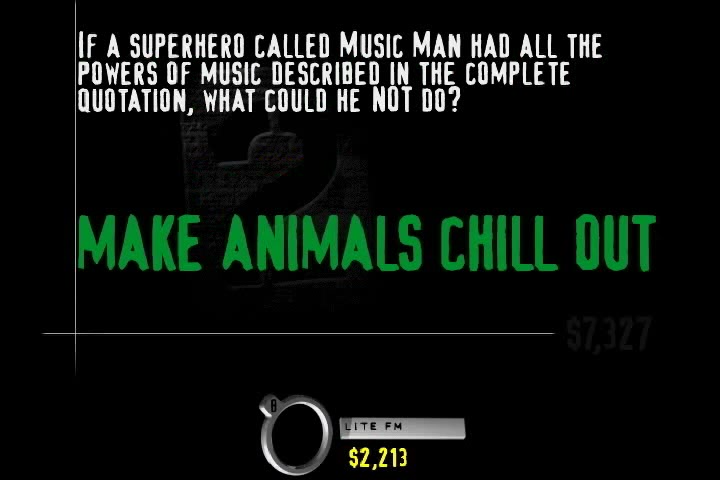 If a superhero called Music Man had all the
powers of music described in the complete
quotation, what could he NOT do?
MAKE ANIMALS CHILL OUT
$7,327
B
LITE FM
$2,213